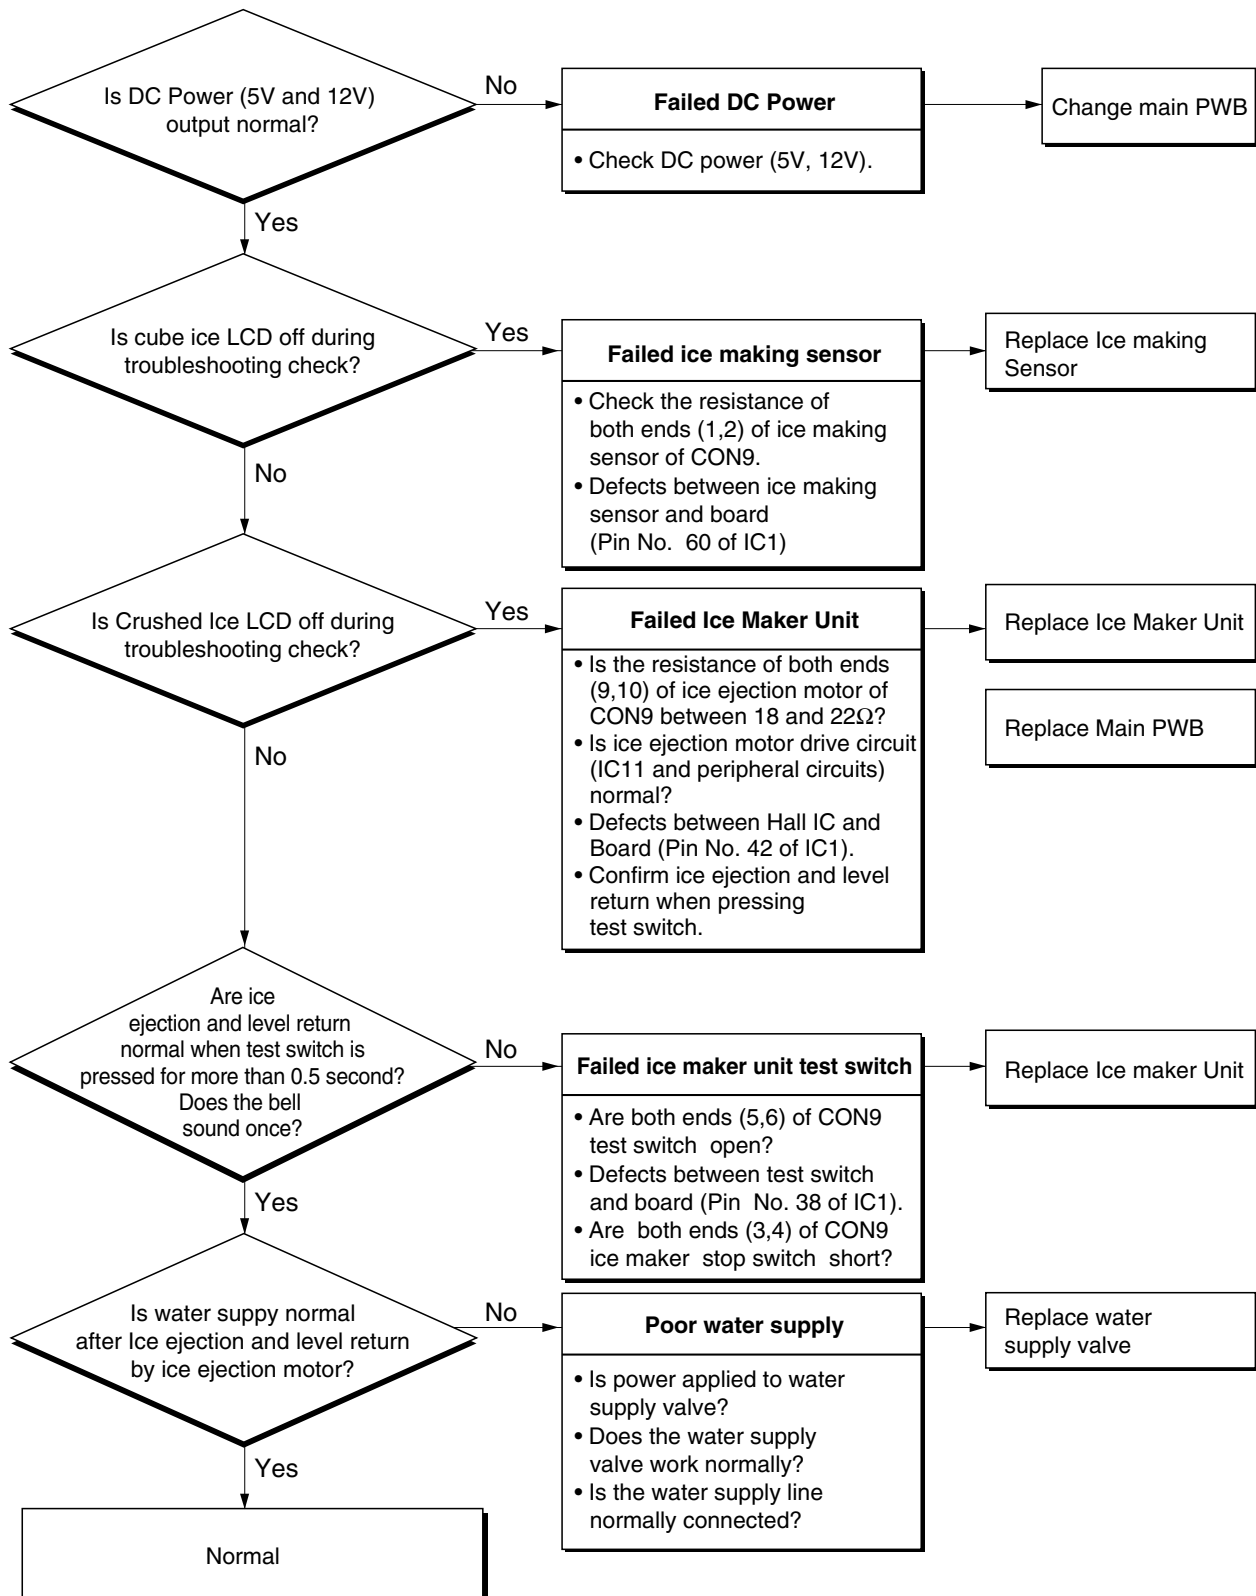 Is DC Power (5V and 12V)
output normal?
No
Failed DC Power
• Check DC power (5V, 12V).
Change main PWB
Yes
Is cube ice LCD off during
troubleshooting check?
Yes
Failed ice making sensor
• Check the resistance of
both ends (1,2) of ice making
sensor of CON9.
• Defects between ice making
sensor and board
(Pin No. 60 of IC1)
Replace Ice making
Sensor
No
Is Crushed Ice LCD off during
troubleshooting check?
Yes
Failed Ice Maker Unit
• Is the resistance of both ends
(9,10) of ice ejection motor of
CON9 between 18 and 22Ω?
• Is ice ejection motor drive circuit
(IC11 and peripheral circuits)
normal?
• Defects between Hall IC and
Board (Pin No. 42 of IC1).
• Confirm ice ejection and level
return when pressing
test switch.
Replace Ice Maker Unit
Replace Main PWB
No
Are ice
ejection and level return
normal when test switch is
pressed for more than 0.5 second?
Does the bell
sound once?
No
Failed ice maker unit test switch
• Are both ends (5,6) of CON9
test switch open?
• Defects between test switch
and board (Pin No. 38 of IC1).
• Are both ends (3,4) of CON9
ice maker stop switch short?
Replace Ice maker Unit
Yes
Is water suppy normal
after Ice ejection and level return
by ice ejection motor?
No
Poor water supply
• Is power applied to water
supply valve?
• Does the water supply
valve work normally?
• Is the water supply line
normally connected?
Replace water
supply valve
Yes
Normal